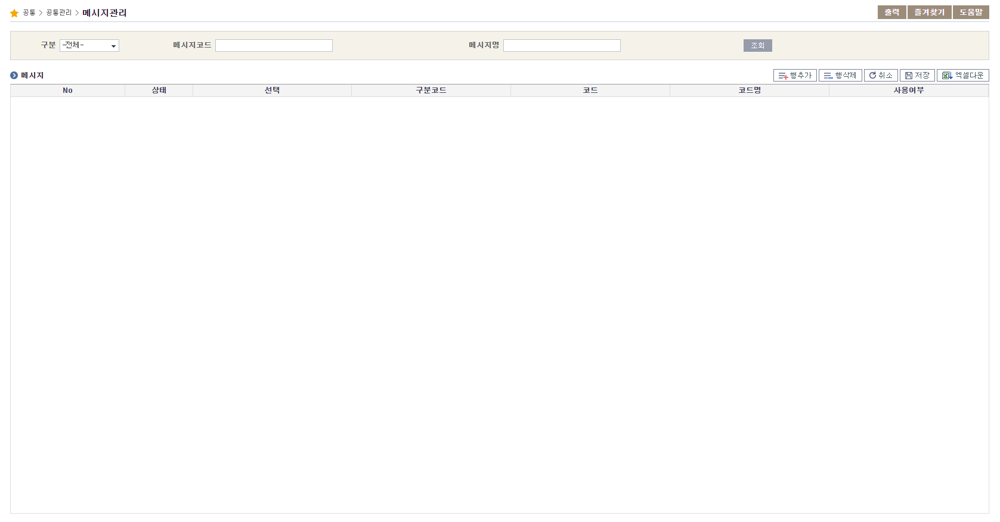 공통 > 공통관리 > 메시지관리 출력 즐겨찾기 도움말
구분 -전체- 메시지코드 메시지명 조회
메시지 행추가 행삭제 취소 저장 엑셀다운
No 상태 선택 구분코드 코드 코드명 사용여부